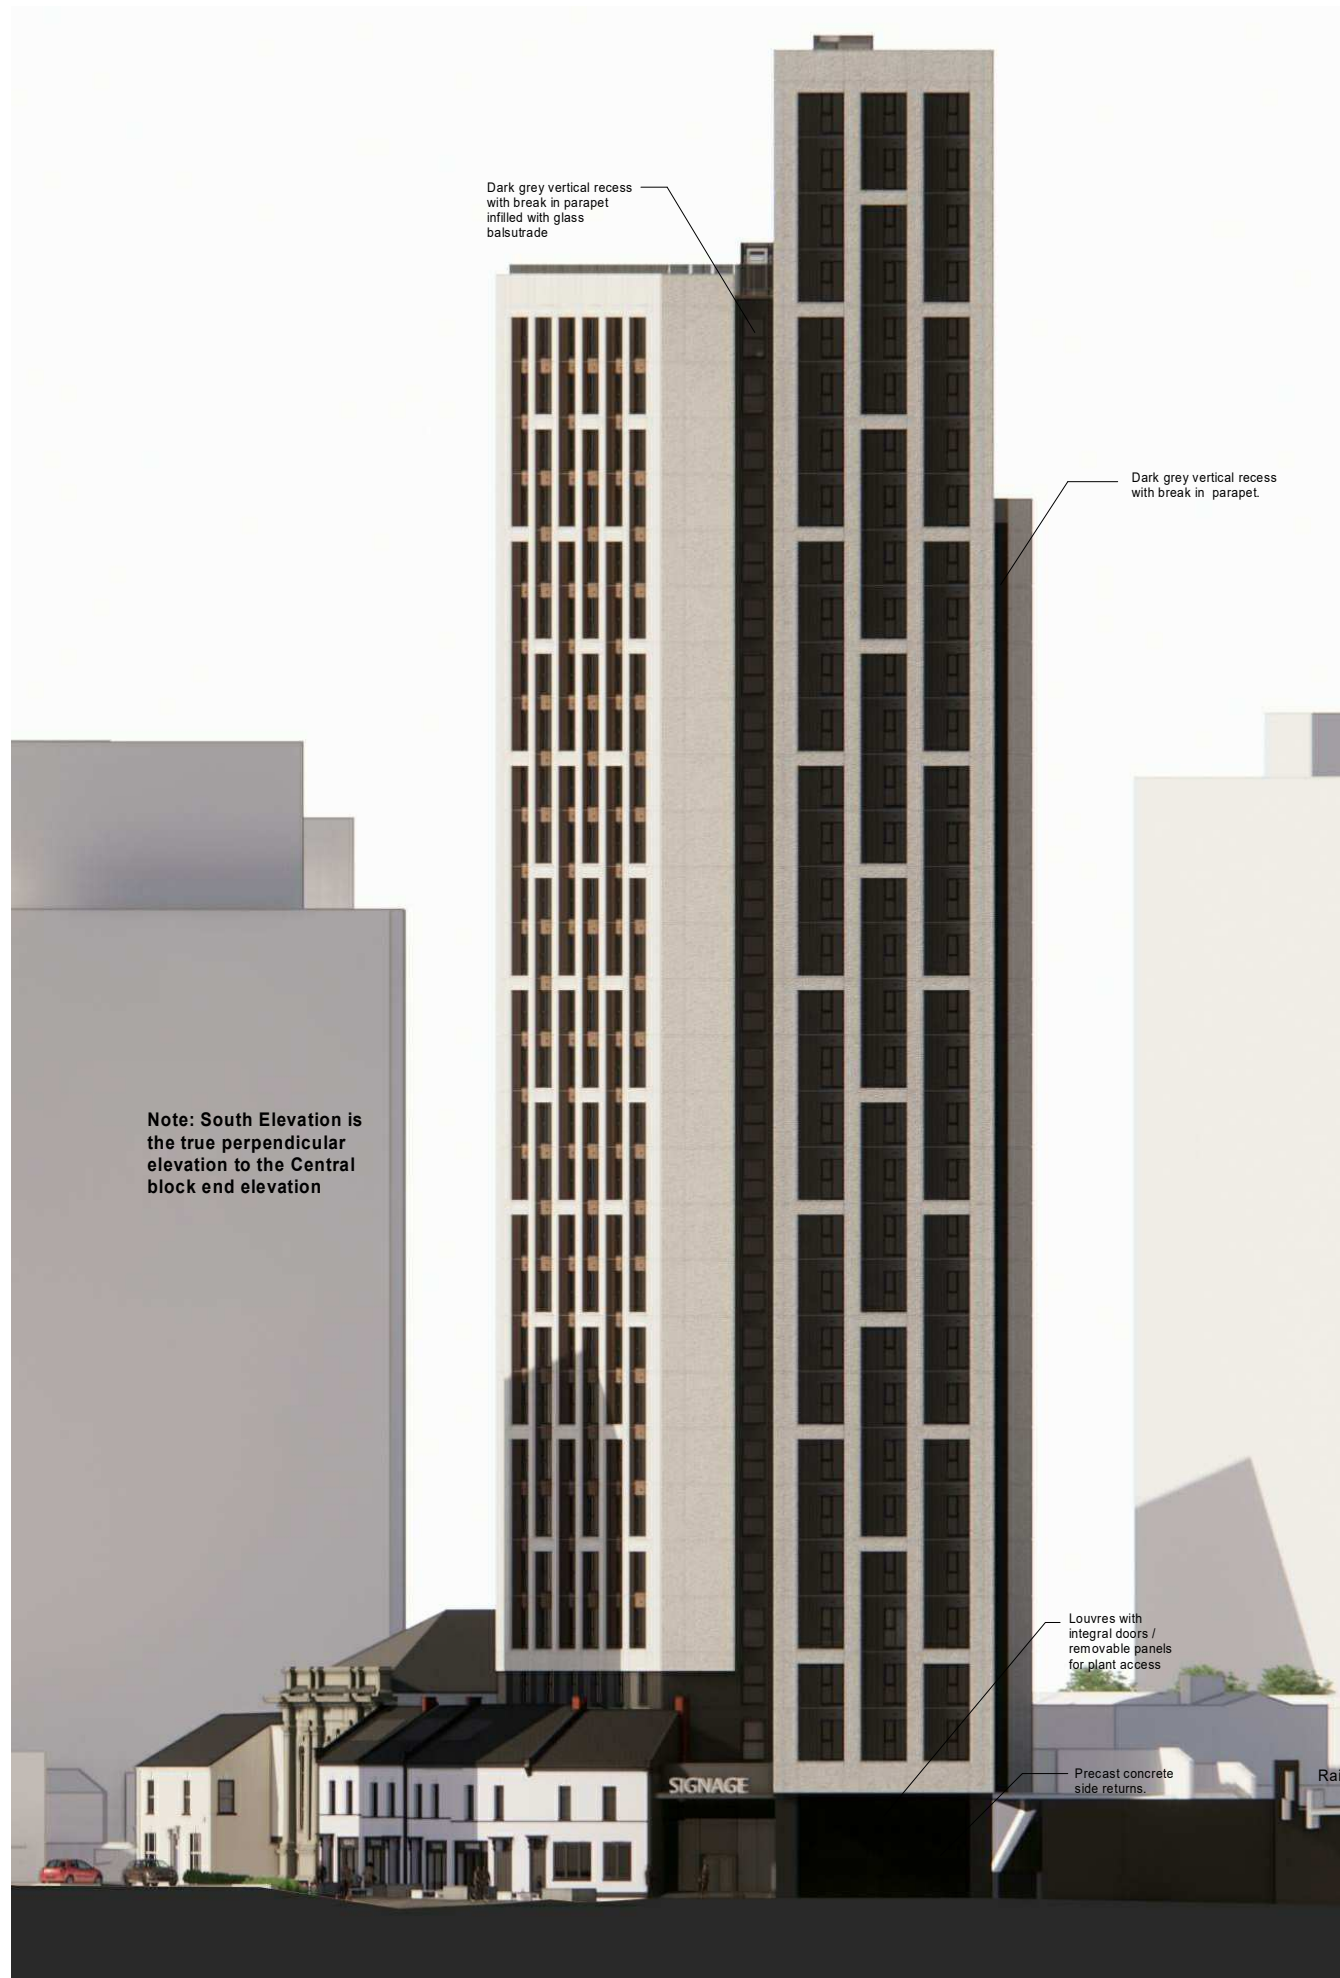 Dark grey vertical recess
with break in parapet
infilled with glass
balsutrade
Dark grey vertical recess
with break in parapet.
Note: South Elevation is
the true perpendicular
elevation to the Central
block end elevation
Louvres with
integral doors /
removable panels
for plant access
SIGNAGE
Precast concrete
side returns.
Rai